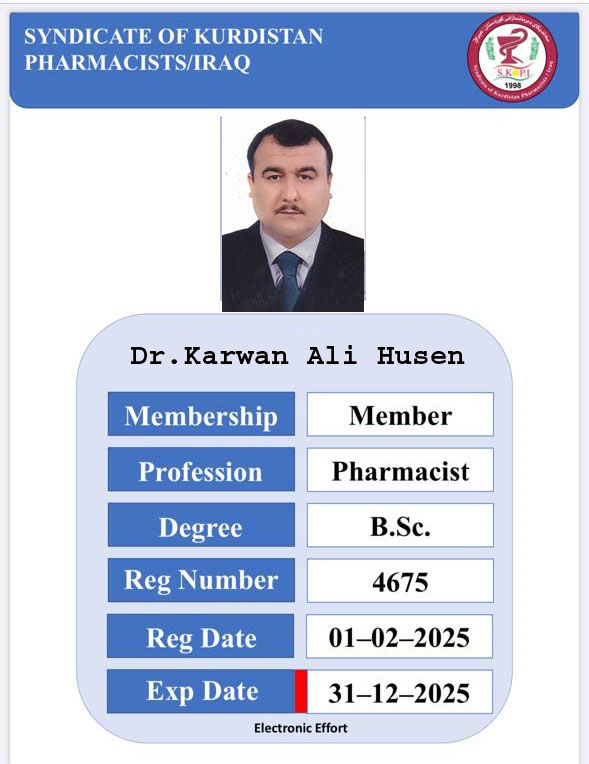 SYNDICATE OF KURDISTAN
PHARMACISTS/IRAQ
S.K.P.I
1998
Syndicate of Kurdistan Pharmacists / Iraq
Dr.Karwan Ali Husen
Membership Member
Profession Pharmacist
Degree B.Sc.
Reg Number 4675
Reg Date 01–02–2025
Exp Date 31–12–2025
Electronic Effort